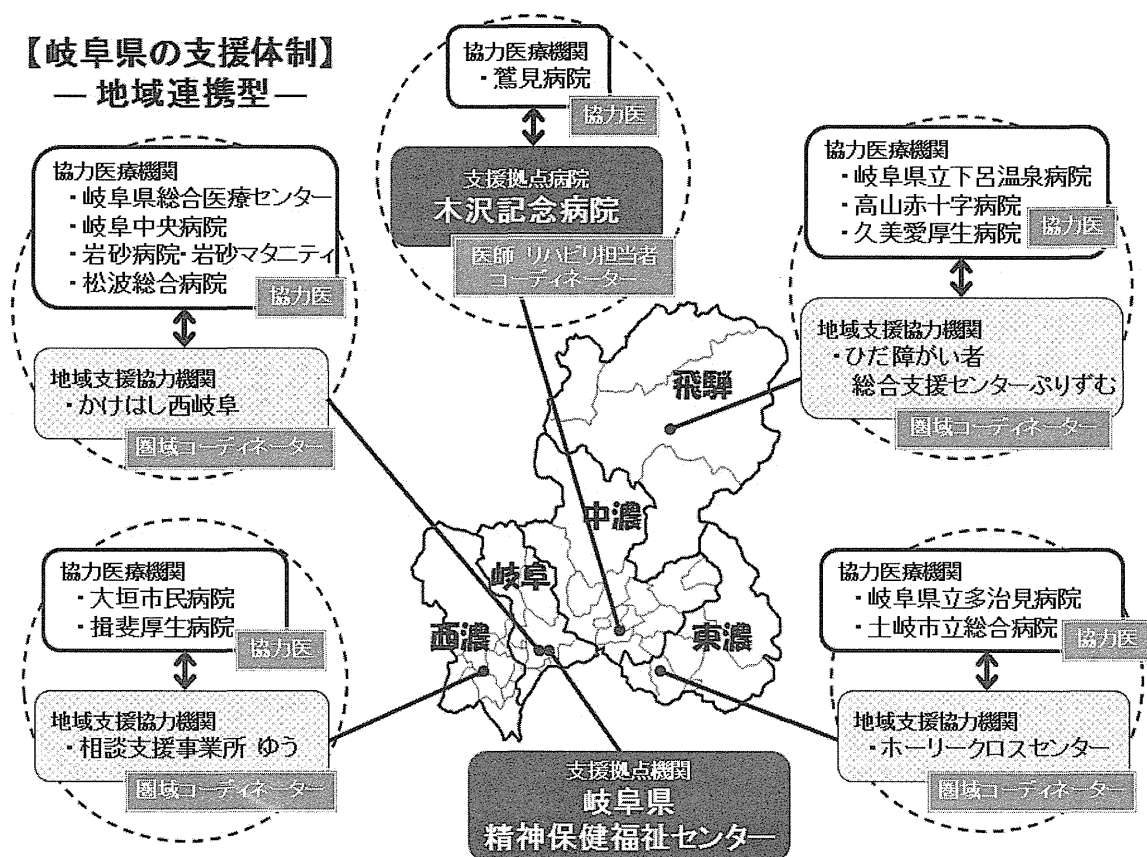 【岐阜県の支援体制】
― 地域連携型 ―
協力医療機関
・鷲見病院
協力医
支援拠点病院
木沢記念病院
医師 リハビリ担当者
コーディネーター
協力医療機関
・岐阜県総合医療センター
・岐阜中央病院
・岩砂病院・岩砂マタニティ
・松波総合病院
協力医
地域支援協力機関
・かけはし西岐阜
圏域コーディネーター
協力医療機関
・岐阜県立下呂温泉病院
・高山赤十字病院
・久美愛厚生病院
協力医
地域支援協力機関
・ひだ障がい者
総合支援センターぷりずむ
圏域コーディネーター
飛騨
中濃
岐阜
西濃
東濃
協力医療機関
・大垣市民病院
・揖斐厚生病院
協力医
地域支援協力機関
・相談支援事業所 ゆう
圏域コーディネーター
支援拠点機関
岐阜県
精神保健福祉センター
協力医療機関
・岐阜県立多治見病院
・土岐市立総合病院
協力医
地域支援協力機関
・ホーリークロスセンター
圏域コーディネーター